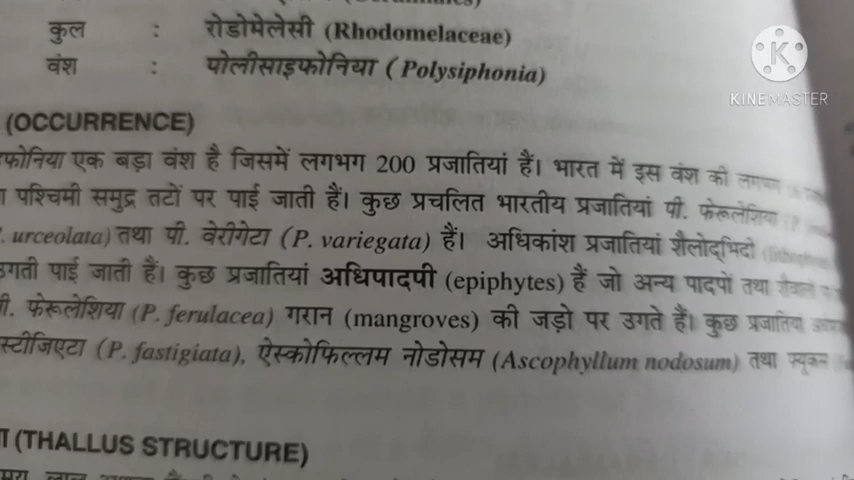 कुल : रोडोमेलेसी (Rhodomelaceae)
वंश : पोलीसाइफोनिया (Polysiphonia)
K
KINEMASTER
(OCCURRENCE)
फोनिया एक बड़ा वंश है जिसमें लगभग 200 प्रजातियां हैं। भारत में इस वंश की लगभग
पश्चिमी समुद्र तटों पर पाई जाती हैं। कुछ प्रचलित भारतीय प्रजातियां पी. फेरूलेशिया
urceolata) तथा पी. वेरीगेटा (P. variegata) हैं। अधिकांश प्रजातियां शैलोद्भिदी
उगती पाई जाती हैं। कुछ प्रजातियां अधिपादपी (epiphytes) हैं जो अन्य पादपों तथा शैवालों
फेरूलेशिया (P. ferulacea) गरान (mangroves) की जड़ो पर उगते हैं। कुछ प्रजातिया
स्टीजिएटा (P. fastigiata), ऐस्कोफिल्लम नोडोसम (Ascophyllum nodosum) तथा
(THALLUS STRUCTURE)